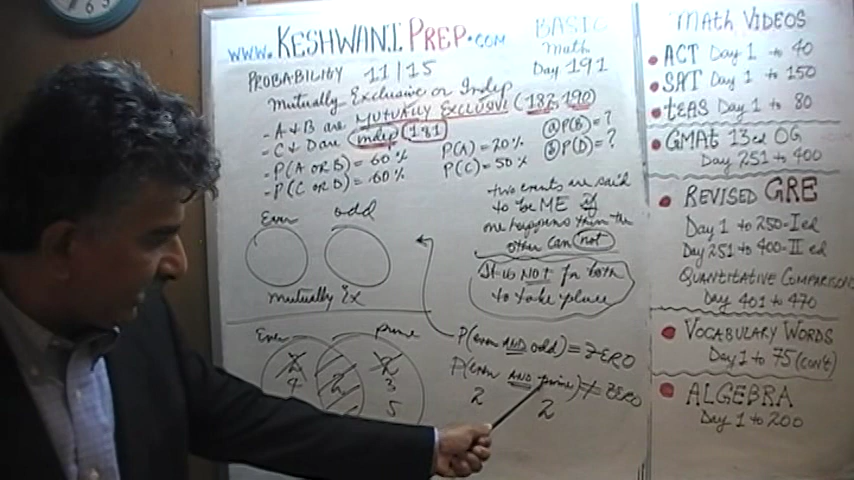 www.KESHWANIPREP.COM
BASIC
Math
Day 191
PROBABILITY 11/15
Mutually Exclusive or Indep
- A & B are MUTUALLY EXCLUSIVE (182, 190)
- C & D are indep (181)
- P(A OR B) = 60%
- P(C OR D) = 60%
P(A) = 20%
P(C) = 50%
(a) P(B) = ?
(b) P(D) = ?
two events are said
to be ME if
one happens then the
other can not
It is NOT for both
to take place
Even odd
mutually Ex
Even prime
2 2
4 2 3
5
P(even AND odd) = ZERO
P(even AND prime) ≠ ZERO
2 2
Math VIDEOS
ACT Day 1 to 40
SAT Day 1 to 150
tEAS Day 1 to 80
GMAt 13ed OG
Day 251 to 400
REVISED GRE
Day 1 to 250-I ed
Day 251 to 400-II ed
QUANTITATIVE COMPARISON
Day 401 to 470
VOCABULARY WORDS
Day 1 to 75 (con't)
ALGEBRA
Day 1 to 200